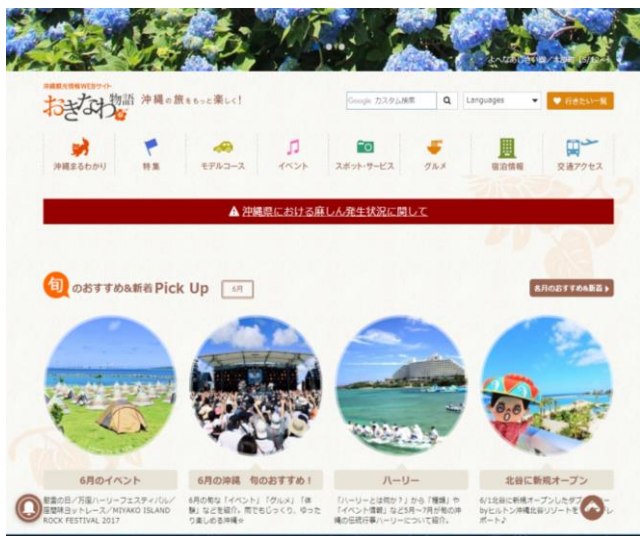 沖縄観光情報WEBサイト
おきなわ物語 沖縄の旅をもっと楽しく!
Google カスタム検索
Languages
行きたい一覧
沖縄まるわかり 特集 モデルコース イベント スポット・サービス グルメ 宿泊情報 交通アクセス
沖縄県における麻しん発生状況に関して
旬のおすすめ&新着 Pick Up 6月
各月のおすすめ&新着
6月のイベント
慰霊の日/万座ハーリーフェスティバル/
座間味ヨットレース/MIYAKO ISLAND
ROCK FESTIVAL 2017
6月の沖縄 旬のおすすめ!
6月の旬な「イベント」「グルメ」「体
験」などを紹介。雨でもじっくり、ゆった
り楽しめる沖縄☆
ハーリー
「ハーリーとは何か?」から「種類」や
「イベント情報」など5月~7月が旬の沖
縄の伝統行事ハーリーについて紹介。
北谷に新規オープン
6/1北谷に新規オープンしたダブ
byヒルトン沖縄北谷リゾートを
ポート♪